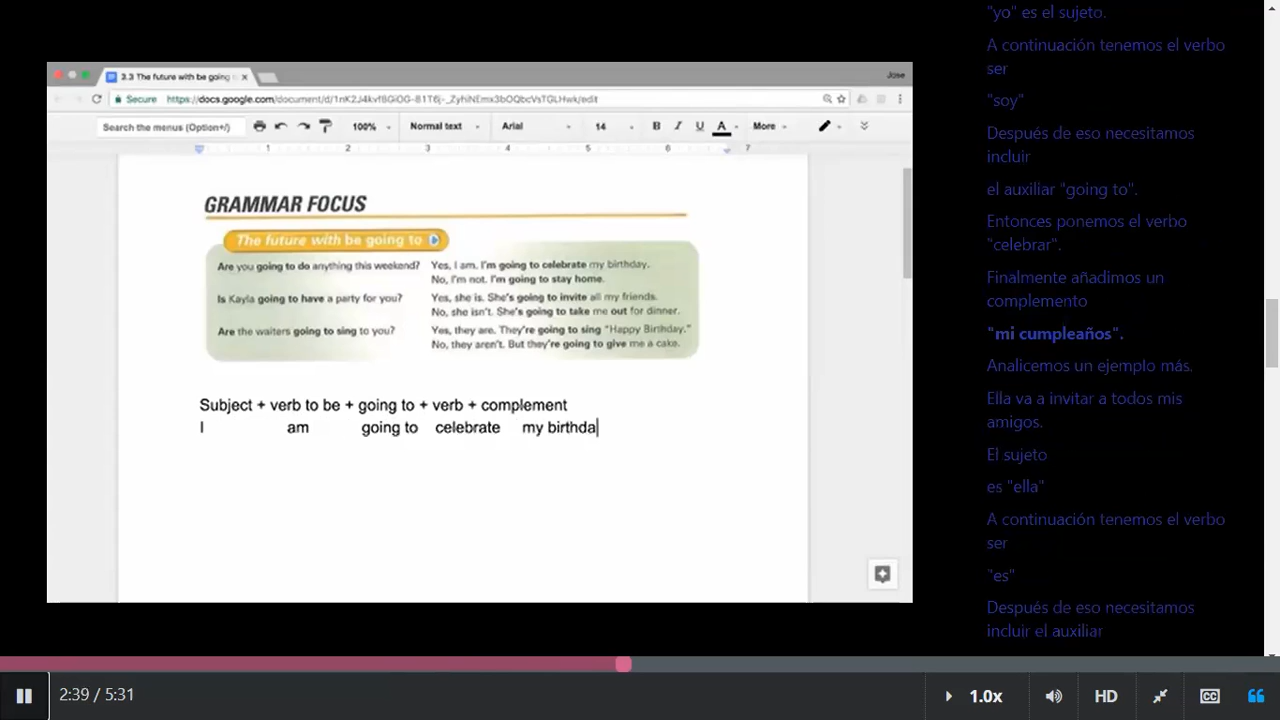 3.3 The future with be going
Jose
Secure https://docs.google.com/document/d/1nK2J4kvf8GiOG-81T6j-_ZyhiNEmx3bOQbcVsTGLHwk/edit
Search the menus (Option+/) 100% Normal text Arial 14 B I U A More
1 2 3 4 5 6 7
GRAMMAR FOCUS
The future with be going to
Are you going to do anything this weekend? Yes, I am. I'm going to celebrate my birthday.
No, I'm not. I'm going to stay home.
Is Kayla going to have a party for you? Yes, she is. She's going to invite all my friends.
No, she isn't. She's going to take me out for dinner.
Are the waiters going to sing to you? Yes, they are. They're going to sing "Happy Birthday."
No, they aren't. But they're going to give me a cake.
Subject + verb to be + going to + verb + complement
I am going to celebrate my birthda
"yo" es el sujeto.
A continuación tenemos el verbo
ser
"soy"
Después de eso necesitamos
incluir
el auxiliar "going to".
Entonces ponemos el verbo
"celebrar".
Finalmente añadimos un
complemento
"mi cumpleaños".
Analicemos un ejemplo más.
Ella va a invitar a todos mis
amigos.
El sujeto
es "ella"
A continuación tenemos el verbo
ser
"es"
Después de eso necesitamos
incluir el auxiliar
2:39 / 5:31 1.0x HD CC